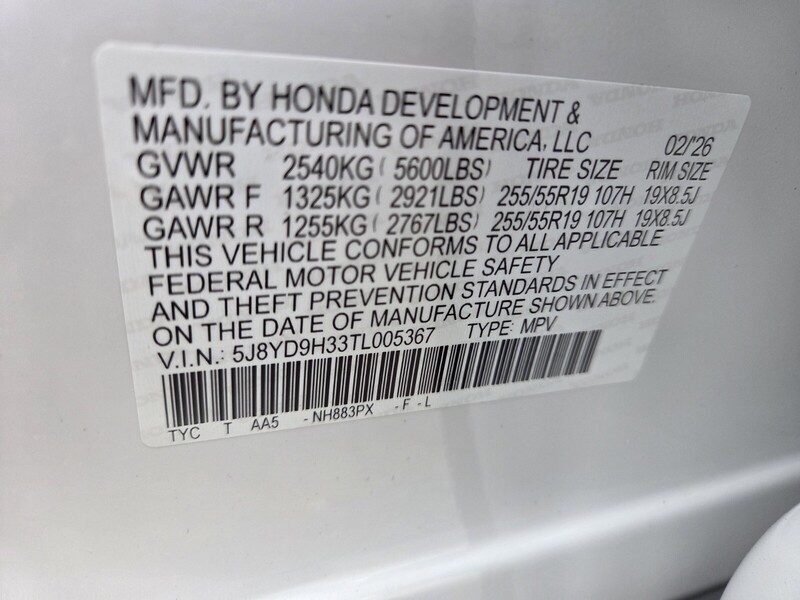 MFD. BY HONDA DEVELOPMENT &
MANUFACTURING OF AMERICA, LLC 02/'26
GVWR 2540KG ( 5600LBS) TIRE SIZE RIM SIZE
GAWR F 1325KG ( 2921LBS) 255/55R19 107H 19X8.5J
GAWR R 1255KG ( 2767LBS) 255/55R19 107H 19X8.5J
THIS VEHICLE CONFORMS TO ALL APPLICABLE
FEDERAL MOTOR VEHICLE SAFETY
AND THEFT PREVENTION STANDARDS IN EFFECT
ON THE DATE OF MANUFACTURE SHOWN ABOVE.
V.I.N.: 5J8YD9H33TL005367 TYPE: MPV
TYC T AA5 - NH883PX - F - L